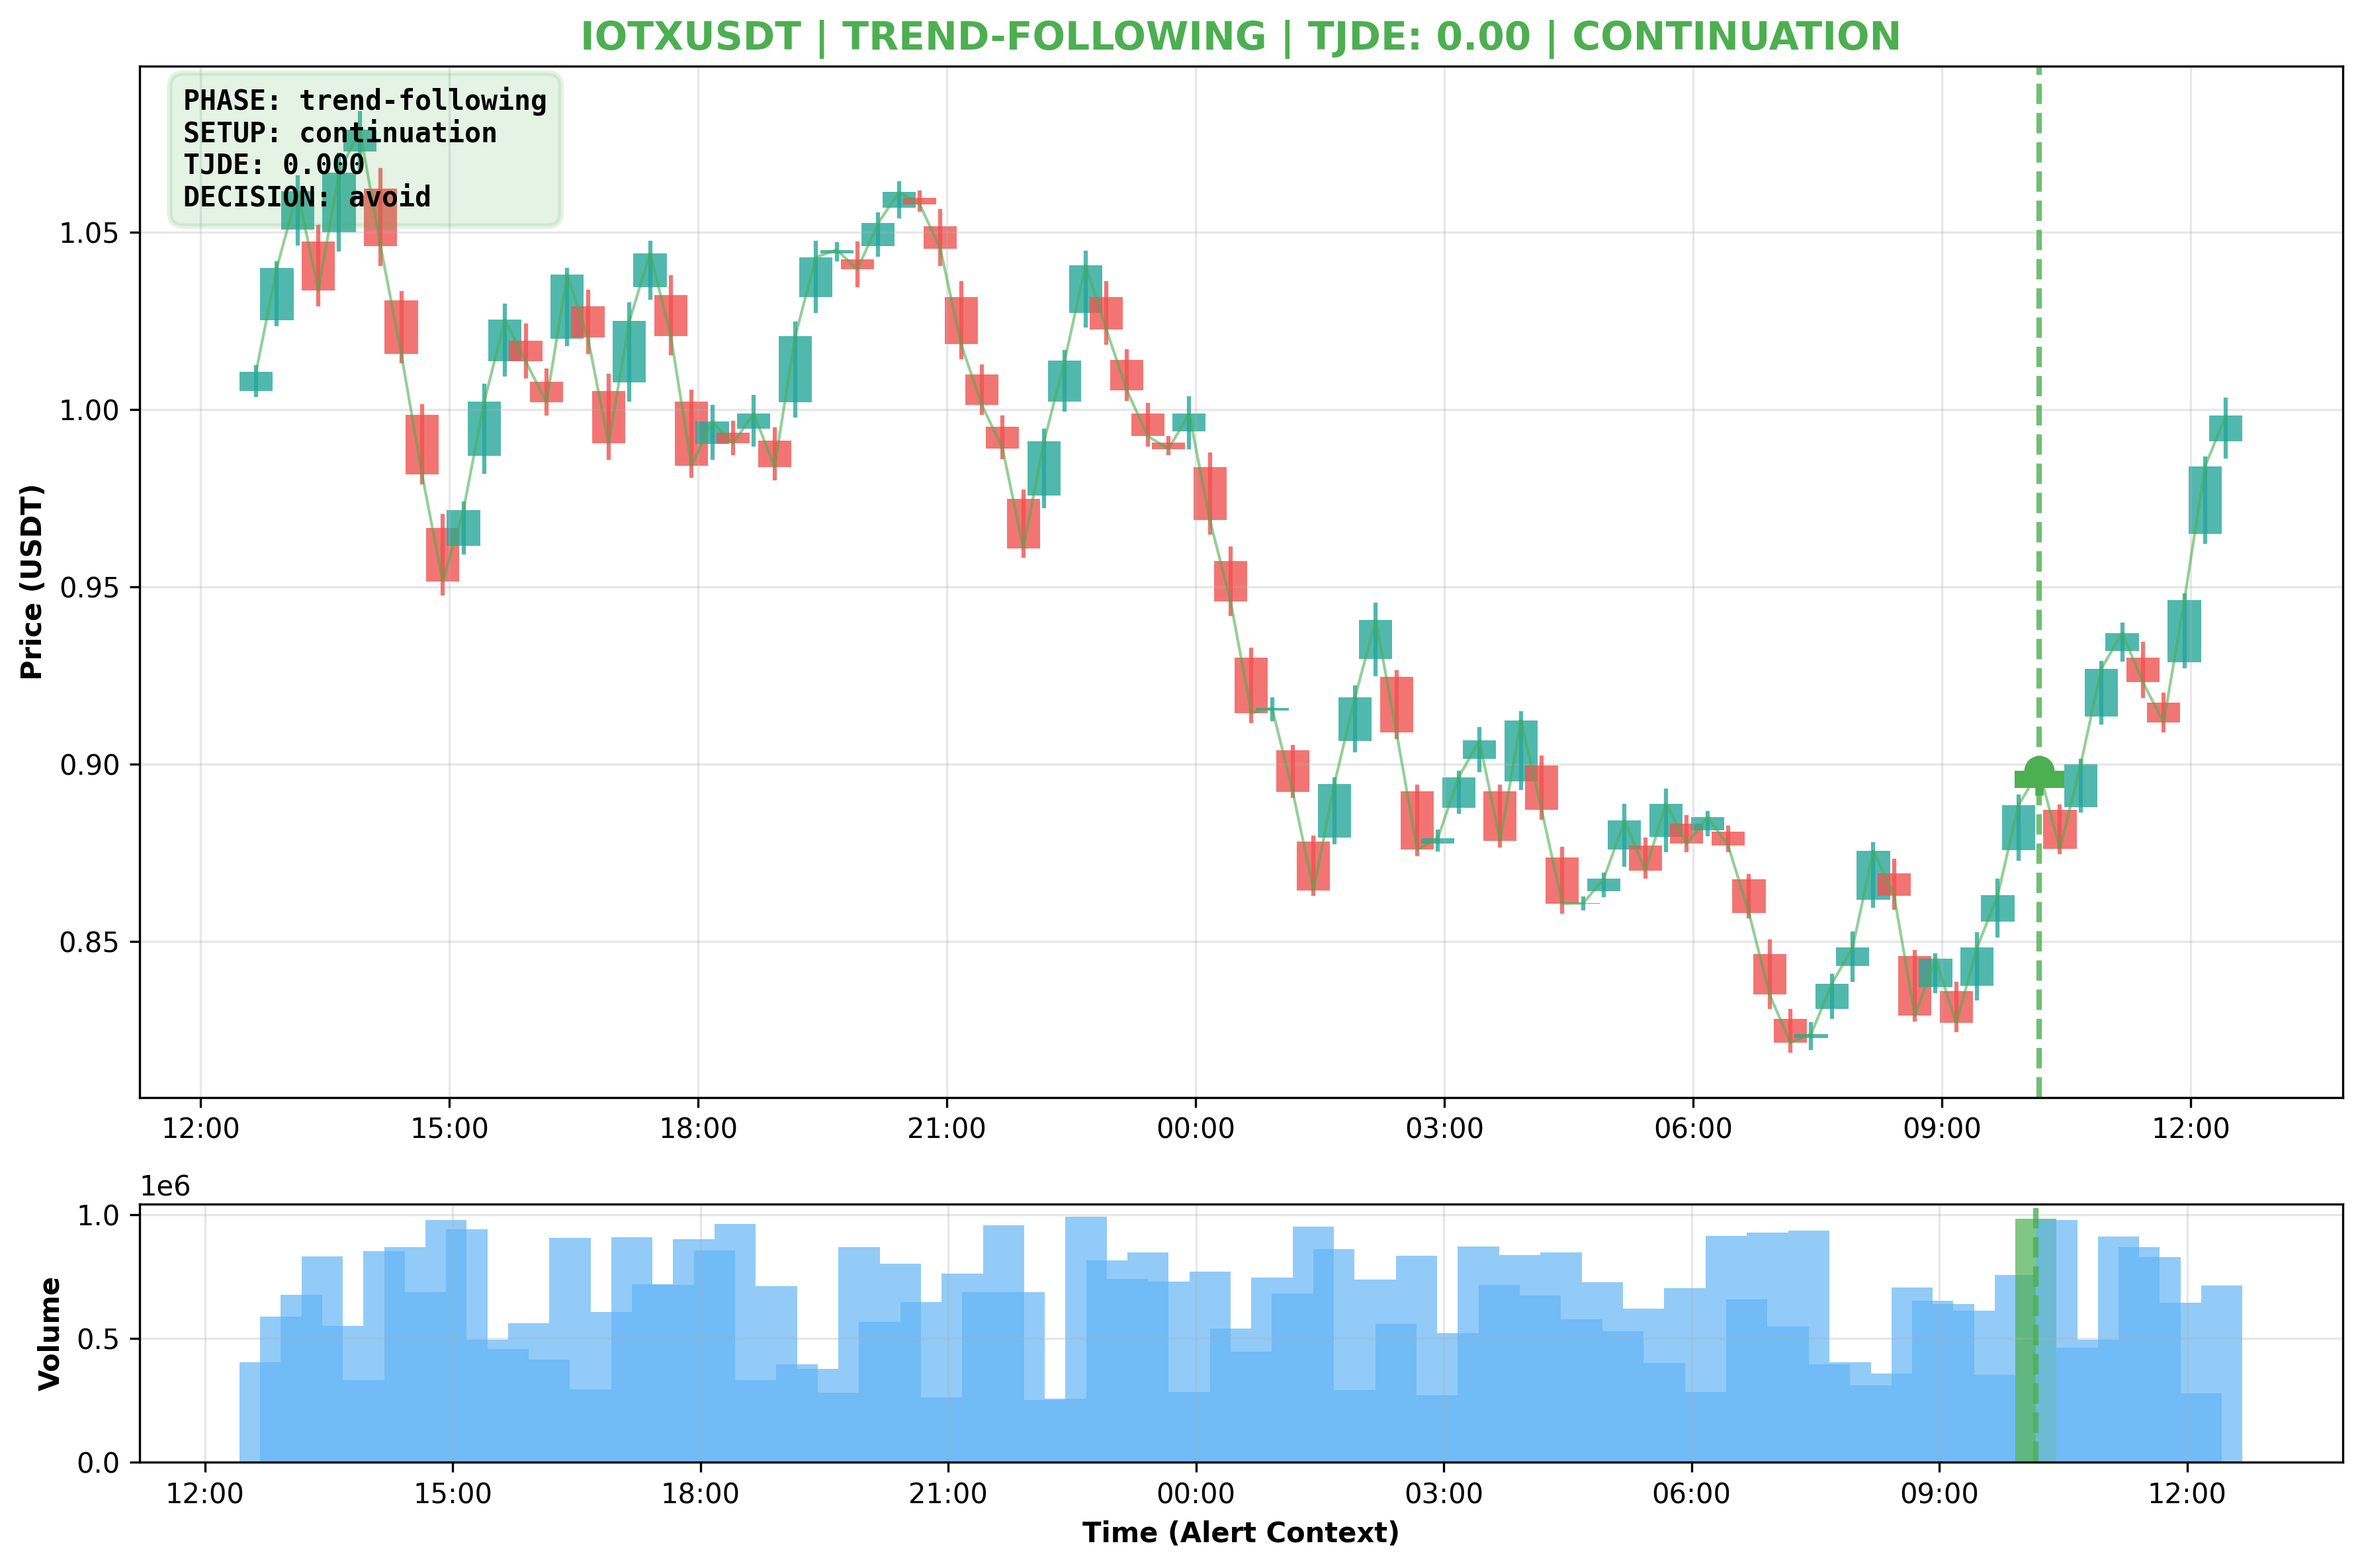 IOTXUSDT | TREND-FOLLOWING | TJDE: 0.00 | CONTINUATION
PHASE: trend-following
SETUP: continuation
TJDE: 0.000
DECISION: avoid
Price (USDT)
1.05
1.00
0.95
0.90
0.85
12:00 15:00 18:00 21:00 00:00 03:00 06:00 09:00 12:00
1e6
Volume
1.0
0.5
0.0
12:00 15:00 18:00 21:00 00:00 03:00 06:00 09:00 12:00
Time (Alert Context)